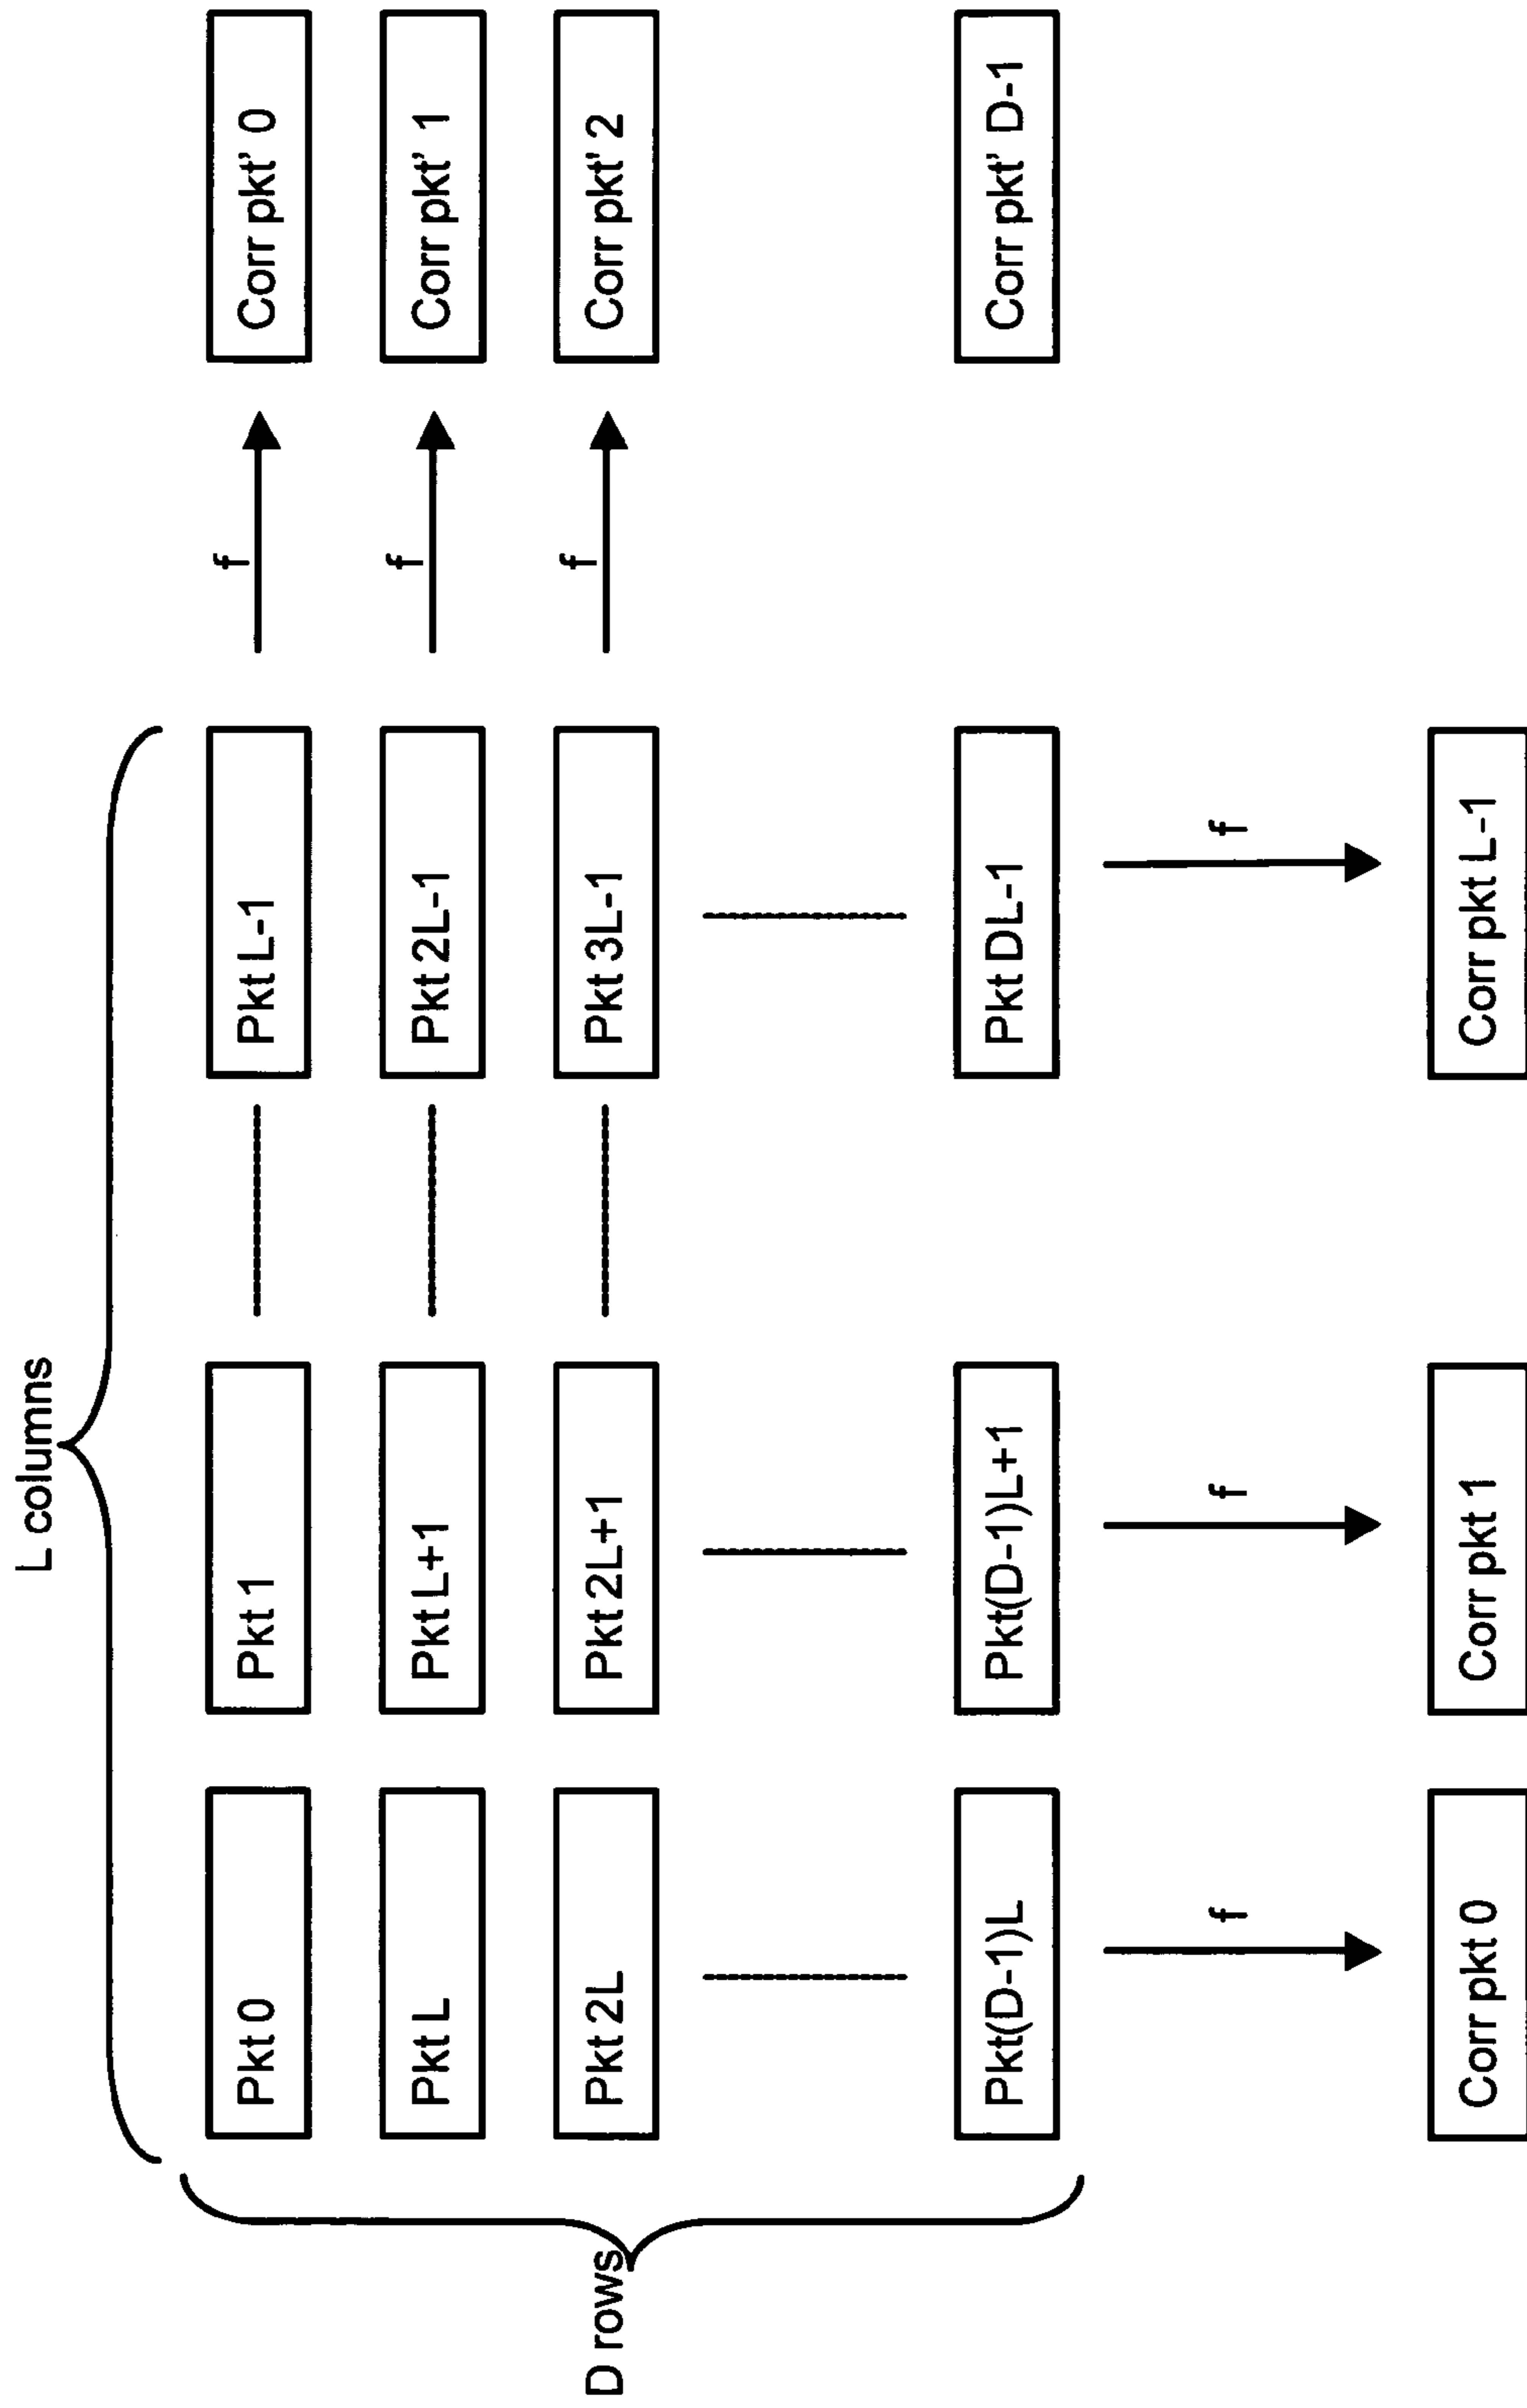 L columns
D rows
Pkt 0
Pkt 1
Pkt L-1
f
Corr pkt' 0
Pkt L
Pkt L+1
Pkt 2L-1
f
Corr pkt' 1
Pkt 2L
Pkt 2L+1
Pkt 3L-1
f
Corr pkt' 2
Pkt(D-1)L
Pkt(D-1)L+1
Pkt DL-1
Corr pkt' D-1
f
f
f
Corr pkt 0
Corr pkt 1
Corr pkt L-1